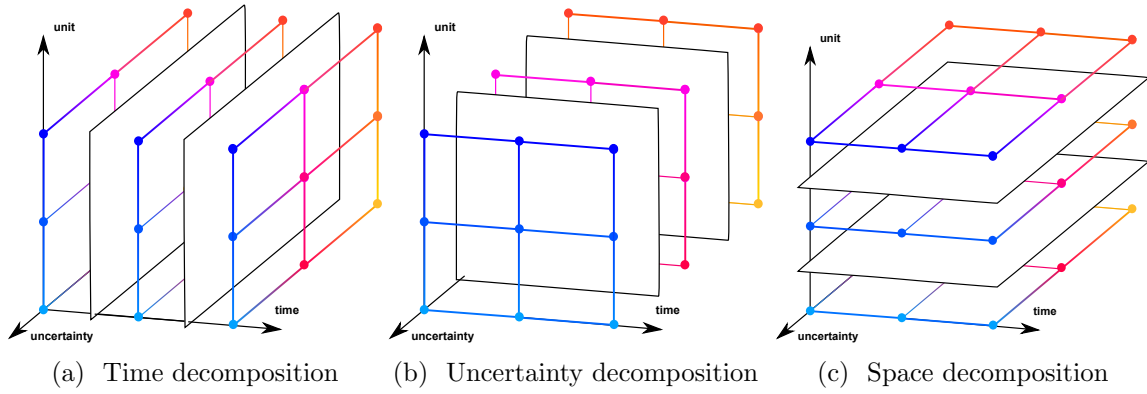 unit
time
uncertainty
unit
time
uncertainty
unit
time
uncertainty
(a) Time decomposition
(b) Uncertainty decomposition
(c) Space decomposition